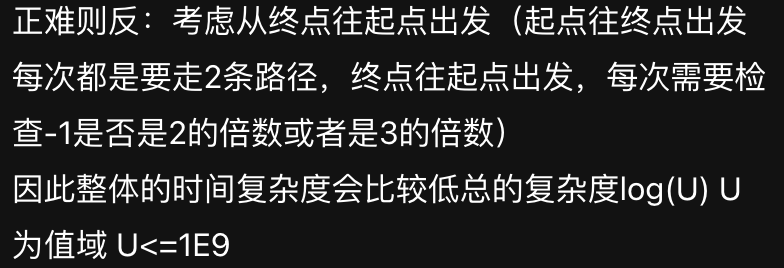 正难则反：考虑从终点往起点出发（起点往终点出发
每次都是要走2条路径，终点往起点出发，每次需要检
查-1是否是2的倍数或者是3的倍数）
因此整体的时间复杂度会比较低总的复杂度log(U) U
为值域 U<=1E9